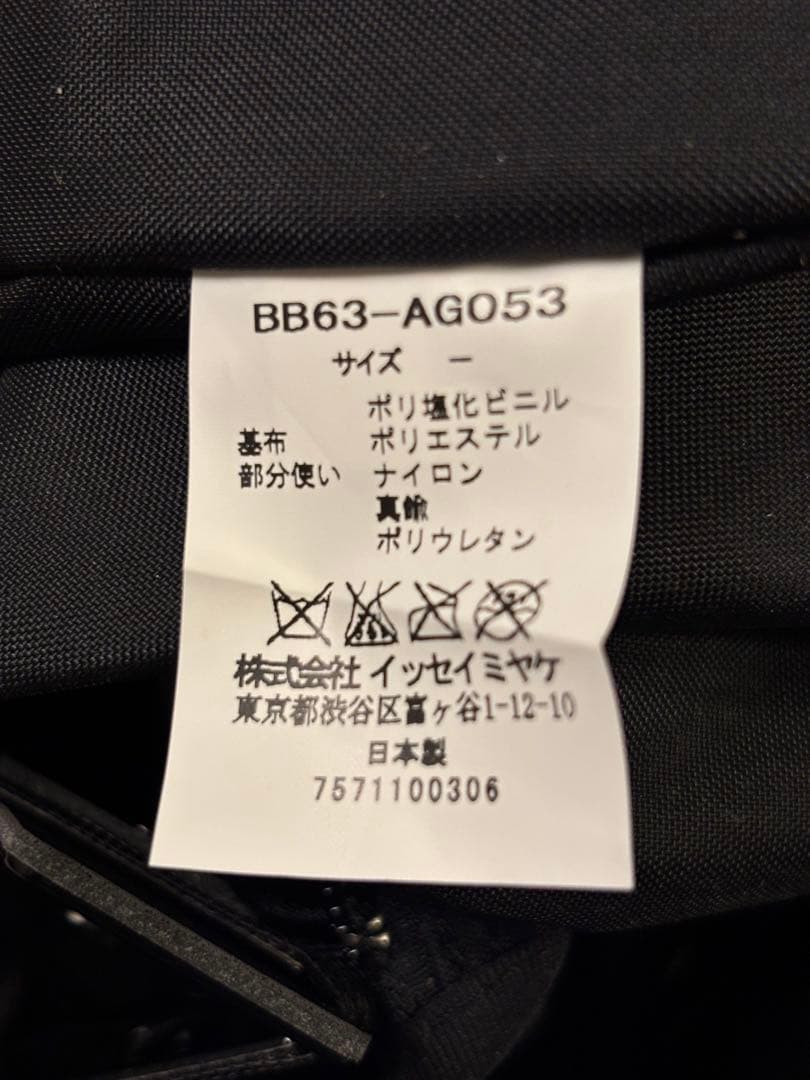 BB63-AG053
サイズ －
ポリ塩化ビニル
基布 ポリエステル
部分使い ナイロン
真鍮
ポリウレタン
株式会社 イッセイミヤケ
東京都渋谷区富ヶ谷1-12-10
日本製
7571100306